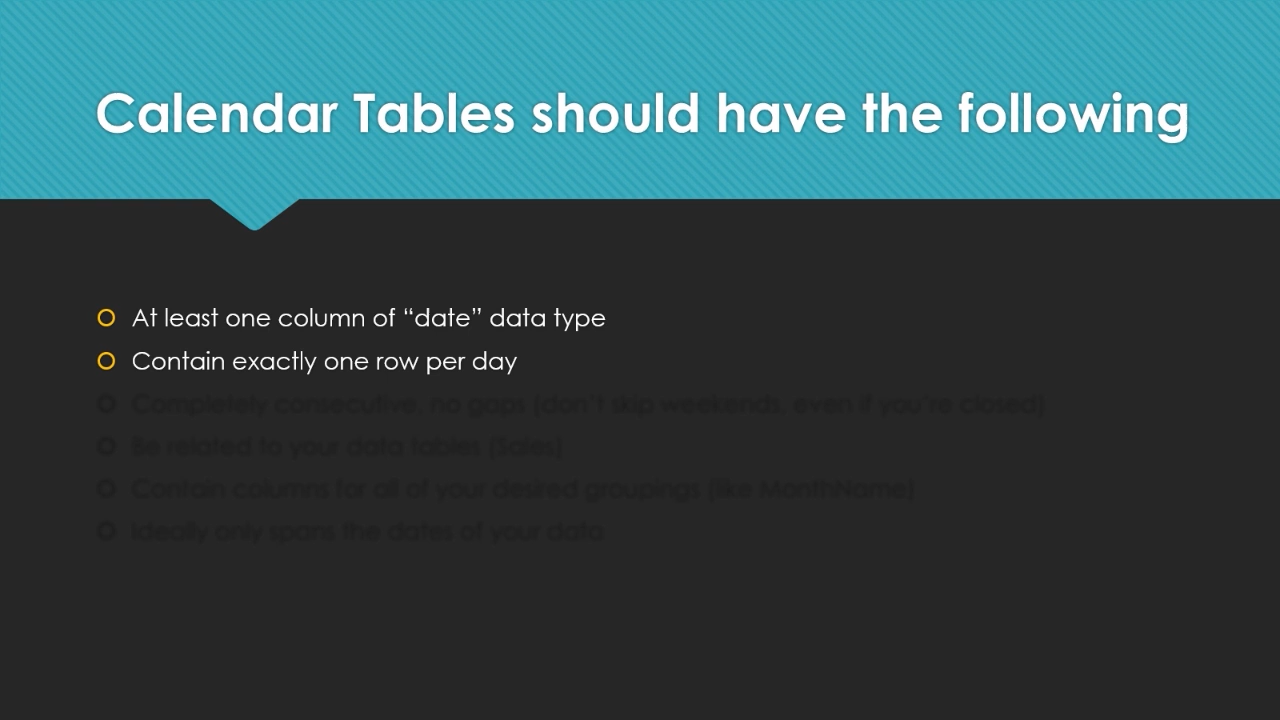 Calendar Tables should have the following
At least one column of “date” data type
Contain exactly one row per day
Completely consecutive, no gaps (don’t skip weekends, even if you’re closed)
Be related to your data tables (Sales)
Contain columns for all of your desired groupings (like MonthName)
Ideally only spans the dates of your data